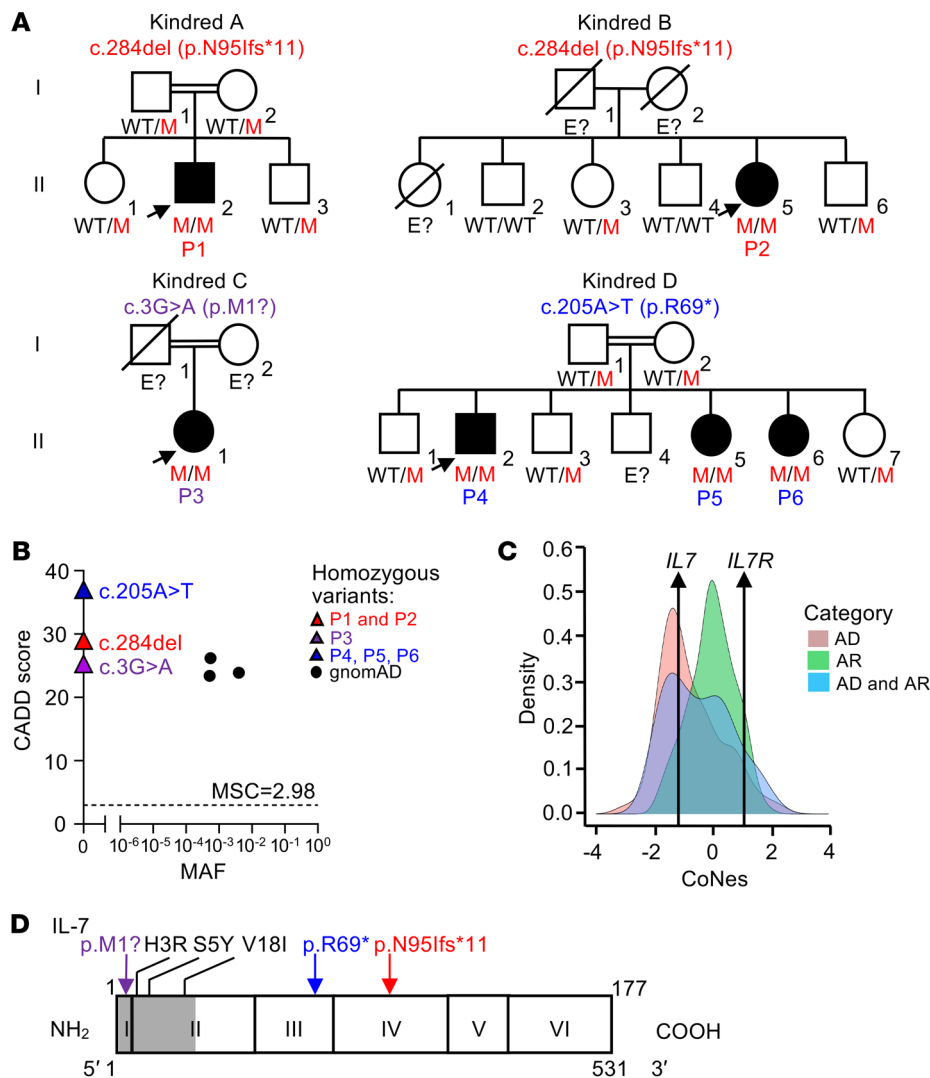 A
Kindred A
c.284del (p.N95Ifs*11)
Kindred B
c.284del (p.N95Ifs*11)
I
1
2
WT/M
WT/M
1
2
E?
E?
II
1
2
3
WT/M
M/M
WT/M
P1
1
2
3
4
5
6
E?
WT/WT
WT/M
WT/WT
M/M
WT/M
P2
Kindred C
c.3G>A (p.M1?)
Kindred D
c.205A>T (p.R69*)
I
1
2
E?
E?
1
2
WT/M
WT/M
II
1
M/M
P3
1
2
3
4
5
6
7
WT/M
M/M
WT/M
E?
M/M
M/M
WT/M
P4
P5
P6
B
CADD score
40
30
20
10
0
c.205A>T
c.284del
c.3G>A
MSC=2.98
0
10-6
10-5
10-4
10-3
10-2
10-1
100
MAF
Homozygous
variants:
P1 and P2
P3
P4, P5, P6
gnomAD
C
Density
0.6
0.5
0.4
0.3
0.2
0.1
0.0
IL7
IL7R
-4
-2
0
2
4
CoNes
Category
AD
AR
AD and AR
D
IL-7
p.M1?
H3R
S5Y
V18I
p.R69*
p.N95Ifs*11
1
177
NH2
I
II
III
IV
V
VI
COOH
5′ 1
531
3′